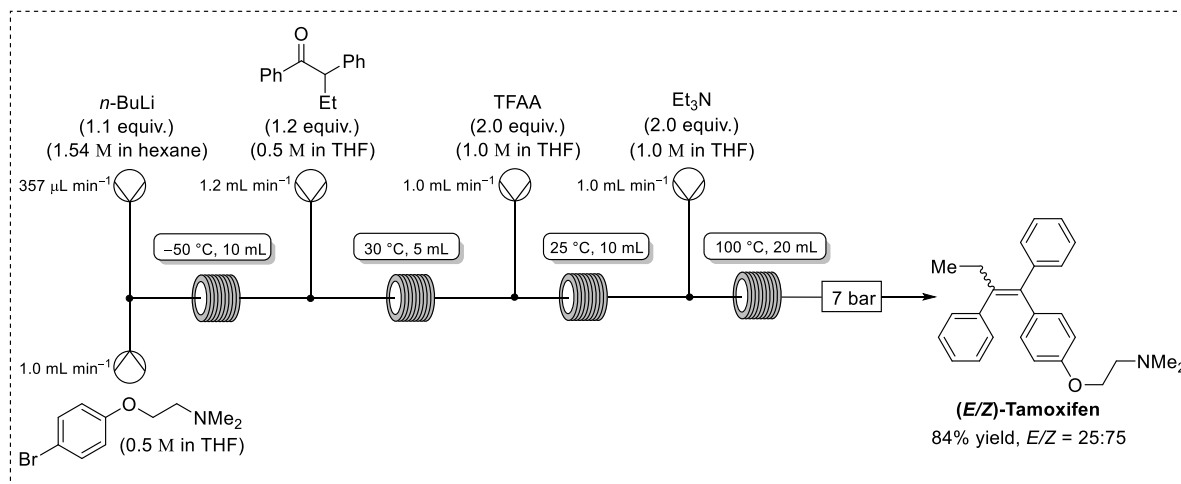 O
Ph
Ph
Et
n-BuLi
(1.1 equiv.)
(1.54 M in hexane)
(1.2 equiv.)
(0.5 M in THF)
TFAA
(2.0 equiv.)
(1.0 M in THF)
Et₃N
(2.0 equiv.)
(1.0 M in THF)
357 μL min⁻¹
1.2 mL min⁻¹
1.0 mL min⁻¹
1.0 mL min⁻¹
−50 °C, 10 mL
30 °C, 5 mL
25 °C, 10 mL
100 °C, 20 mL
7 bar
1.0 mL min⁻¹
O
NMe₂
Br
(0.5 M in THF)
Me
O
NMe₂
(E/Z)-Tamoxifen
84% yield, E/Z = 25:75